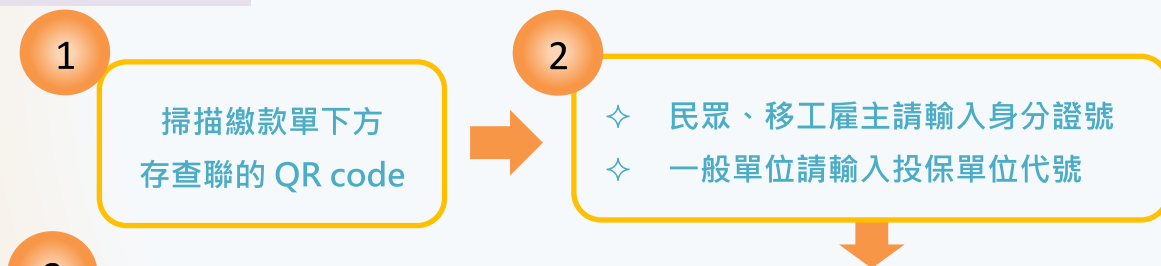 1
掃描繳款單下方
存查聯的 QR code
2
✧ 民眾、移工雇主請輸入身分證號
✧ 一般單位請輸入投保單位代號